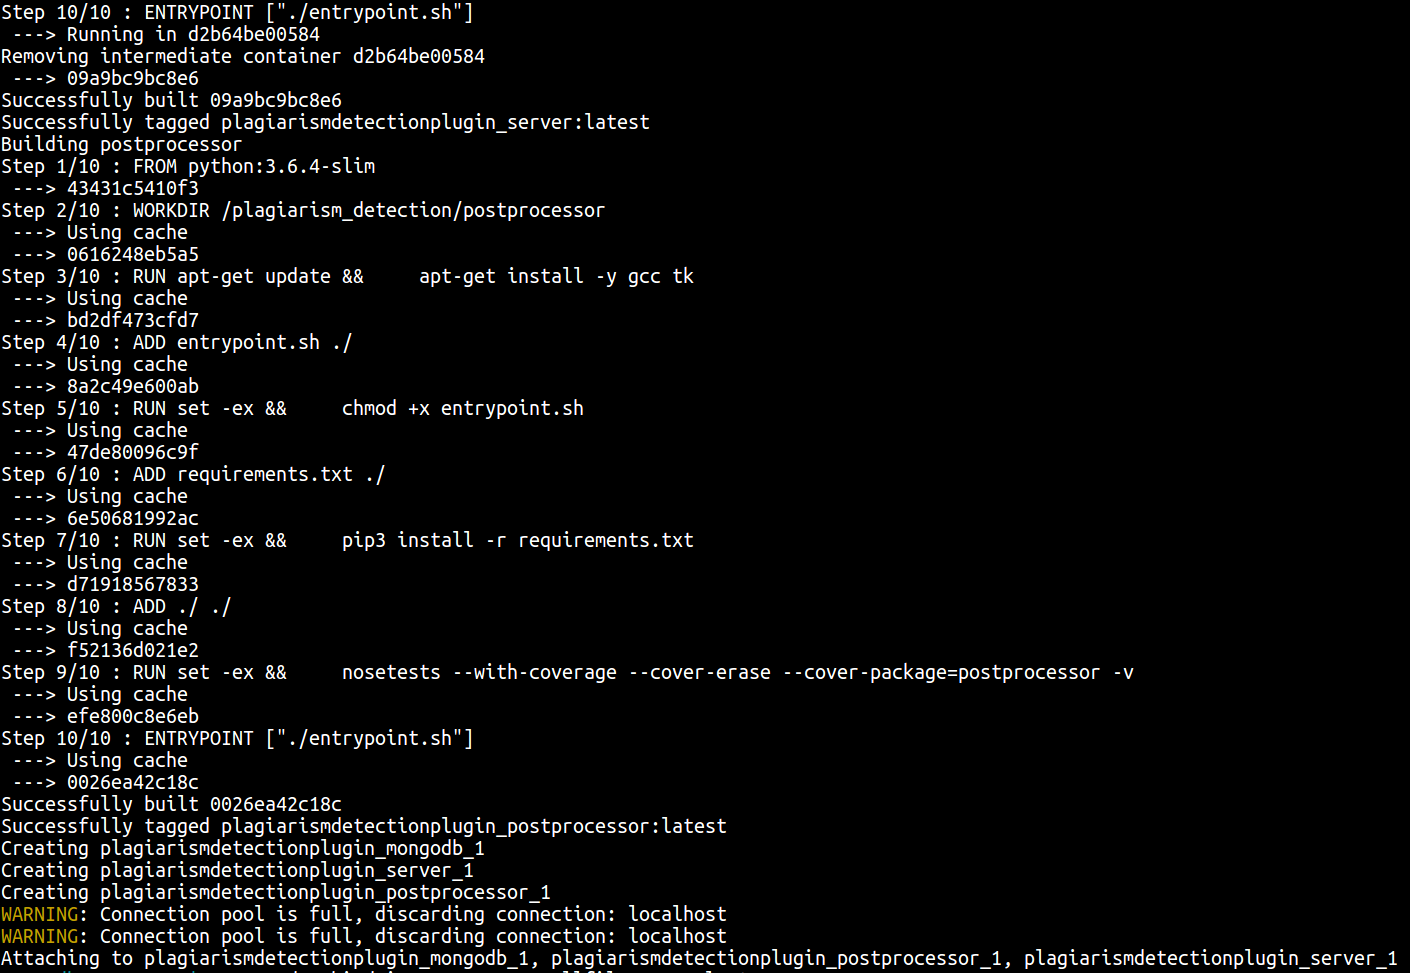 Step 10/10 : ENTRYPOINT ["./entrypoint.sh"]
 ---> Running in d2b64be00584
Removing intermediate container d2b64be00584
 ---> 09a9bc9bc8e6
Successfully built 09a9bc9bc8e6
Successfully tagged plagiarismdetectionplugin_server:latest
Building postprocessor
Step 1/10 : FROM python:3.6.4-slim
 ---> 43431c5410f3
Step 2/10 : WORKDIR /plagiarism_detection/postprocessor
 ---> Using cache
 ---> 0616248eb5a5
Step 3/10 : RUN apt-get update &&     apt-get install -y gcc tk
 ---> Using cache
 ---> bd2df473cfd7
Step 4/10 : ADD entrypoint.sh ./
 ---> Using cache
 ---> 8a2c49e600ab
Step 5/10 : RUN set -ex &&     chmod +x entrypoint.sh
 ---> Using cache
 ---> 47de80096c9f
Step 6/10 : ADD requirements.txt ./
 ---> Using cache
 ---> 6e50681992ac
Step 7/10 : RUN set -ex &&     pip3 install -r requirements.txt
 ---> Using cache
 ---> d71918567833
Step 8/10 : ADD ./ ./
 ---> Using cache
 ---> f52136d021e2
Step 9/10 : RUN set -ex &&     nosetests --with-coverage --cover-erase --cover-package=postprocessor -v
 ---> Using cache
 ---> efe800c8e6eb
Step 10/10 : ENTRYPOINT ["./entrypoint.sh"]
 ---> Using cache
 ---> 0026ea42c18c
Successfully built 0026ea42c18c
Successfully tagged plagiarismdetectionplugin_postprocessor:latest
Creating plagiarismdetectionplugin_mongodb_1
Creating plagiarismdetectionplugin_server_1
Creating plagiarismdetectionplugin_postprocessor_1
WARNING: Connection pool is full, discarding connection: localhost
WARNING: Connection pool is full, discarding connection: localhost
Attaching to plagiarismdetectionplugin_mongodb_1, plagiarismdetectionplugin_postprocessor_1, plagiarismdetectionplugin_server_1